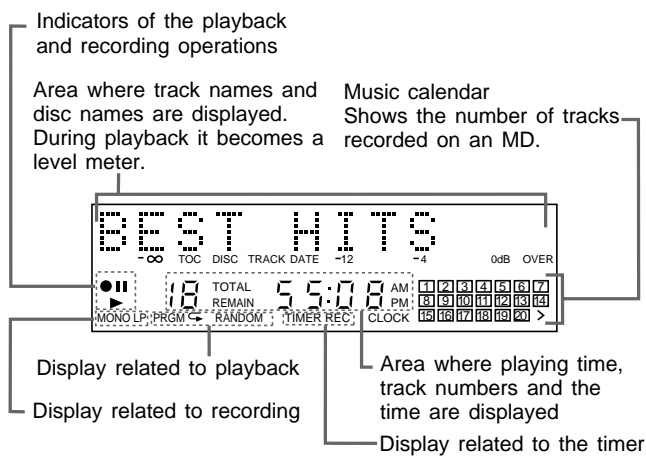 Indicators of the playback
and recording operations
Area where track names and
disc names are displayed.
During playback it becomes a
level meter.
Music calendar
Shows the number of tracks
recorded on an MD.
BEST HITS
-∞ TOC DISC TRACK DATE -12 -4 0dB OVER
18 TOTAL REMAIN 55:08 AM PM
1 2 3 4 5 6 7
8 9 10 11 12 13 14
15 16 17 18 19 20 >
MONO LP PRGM RANDOM TIMER REC CLOCK
Display related to playback
Display related to recording
Area where playing time,
track numbers and the
time are displayed
Display related to the timer